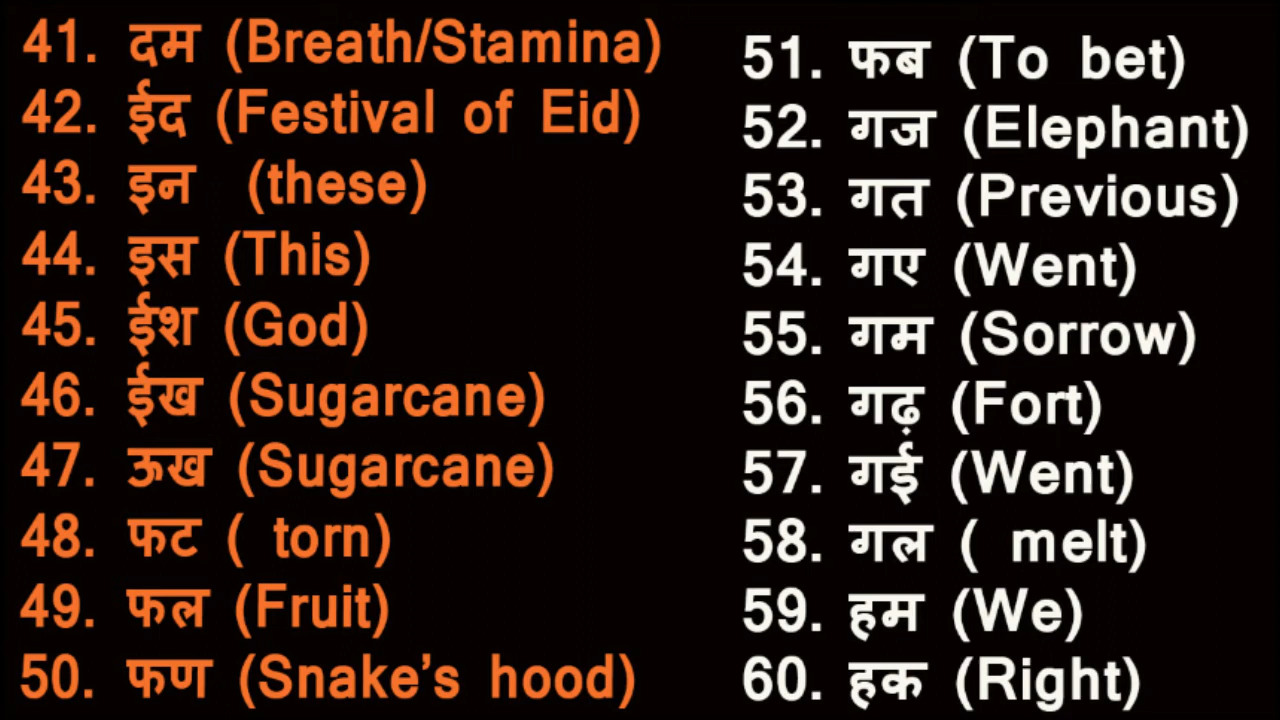 41. दम (Breath/Stamina)
42. ईद (Festival of Eid)
43. इन (these)
44. इस (This)
45. ईश (God)
46. ईख (Sugarcane)
47. ऊख (Sugarcane)
48. फट ( torn)
49. फल (Fruit)
50. फण (Snake’s hood)
51. फब (To bet)
52. गज (Elephant)
53. गत (Previous)
54. गए (Went)
55. गम (Sorrow)
56. गढ़ (Fort)
57. गई (Went)
58. गल ( melt)
59. हम (We)
60. हक (Right)